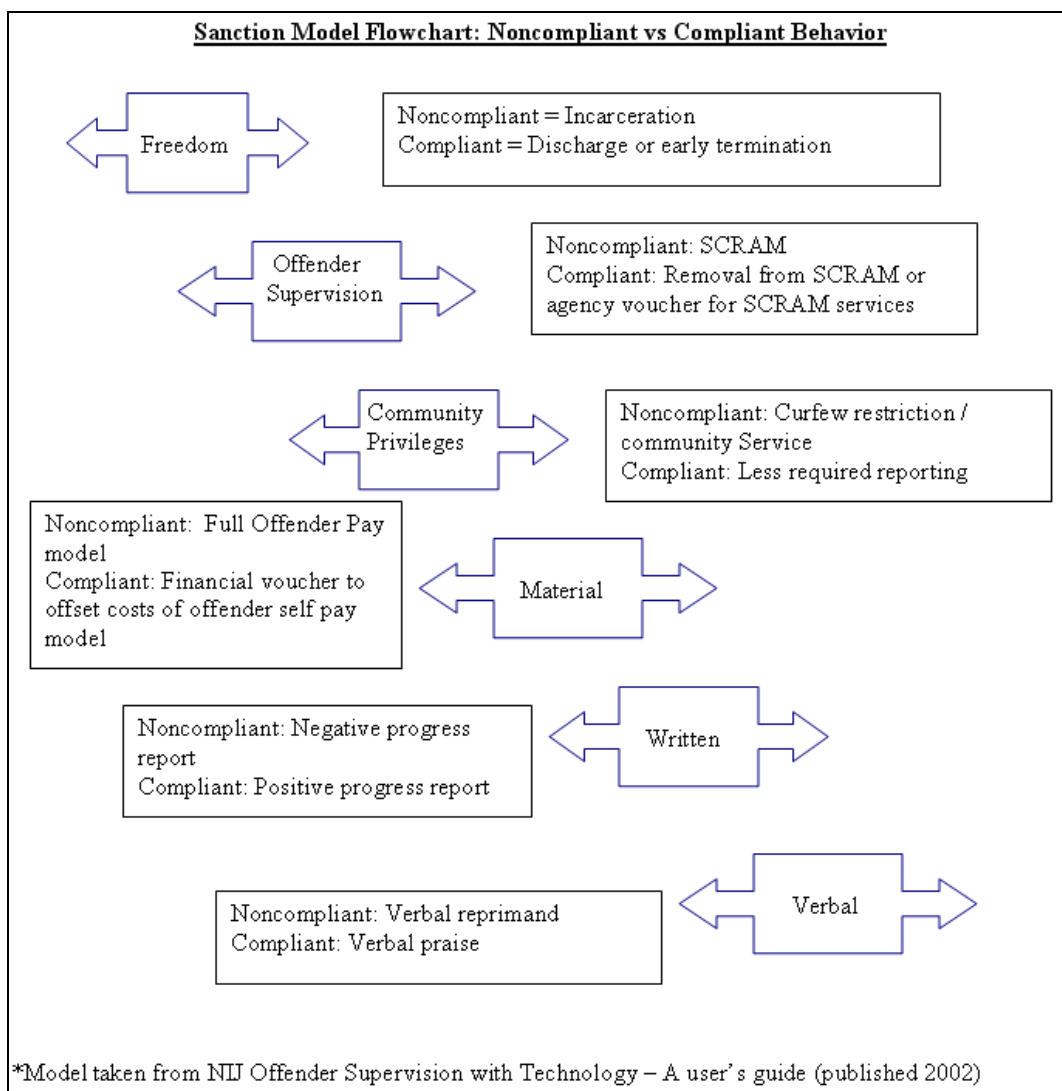 Sanction Model Flowchart: Noncompliant vs Compliant Behavior
Freedom
Noncompliant = Incarceration
Compliant = Discharge or early termination
Offender
Supervision
Noncompliant: SCRAM
Compliant: Removal from SCRAM or
agency voucher for SCRAM services
Community
Privileges
Noncompliant: Curfew restriction /
community Service
Compliant: Less required reporting
Noncompliant:  Full Offender Pay
model
Compliant: Financial voucher to
offset costs of offender self pay
model
Material
Noncompliant: Negative progress
report
Compliant: Positive progress report
Written
Noncompliant: Verbal reprimand
Compliant: Verbal praise
Verbal
*Model taken from NIJ Offender Supervision with Technology – A user's guide (published 2002)